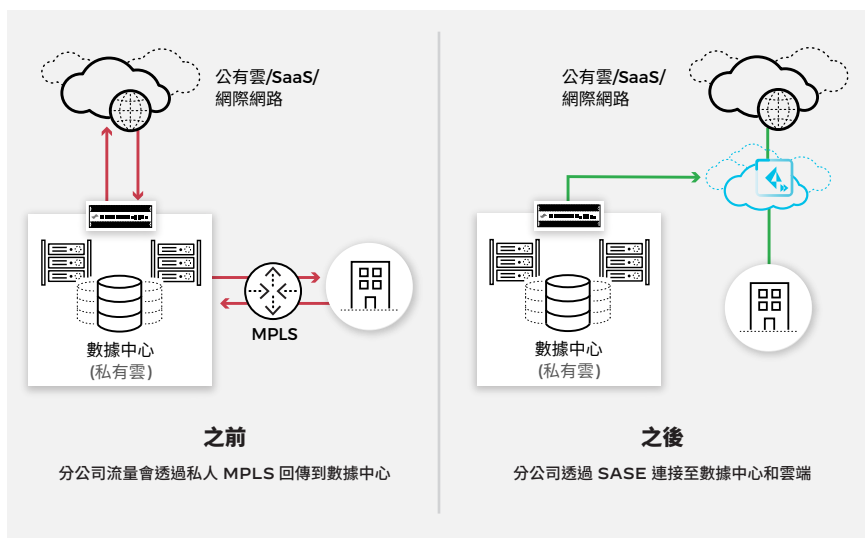 公有雲/SaaS/
網際網路
MPLS
數據中心
(私有雲)
之前
分公司流量會透過私人 MPLS 回傳到數據中心
公有雲/SaaS/
網際網路
數據中心
(私有雲)
之後
分公司透過 SASE 連接至數據中心和雲端